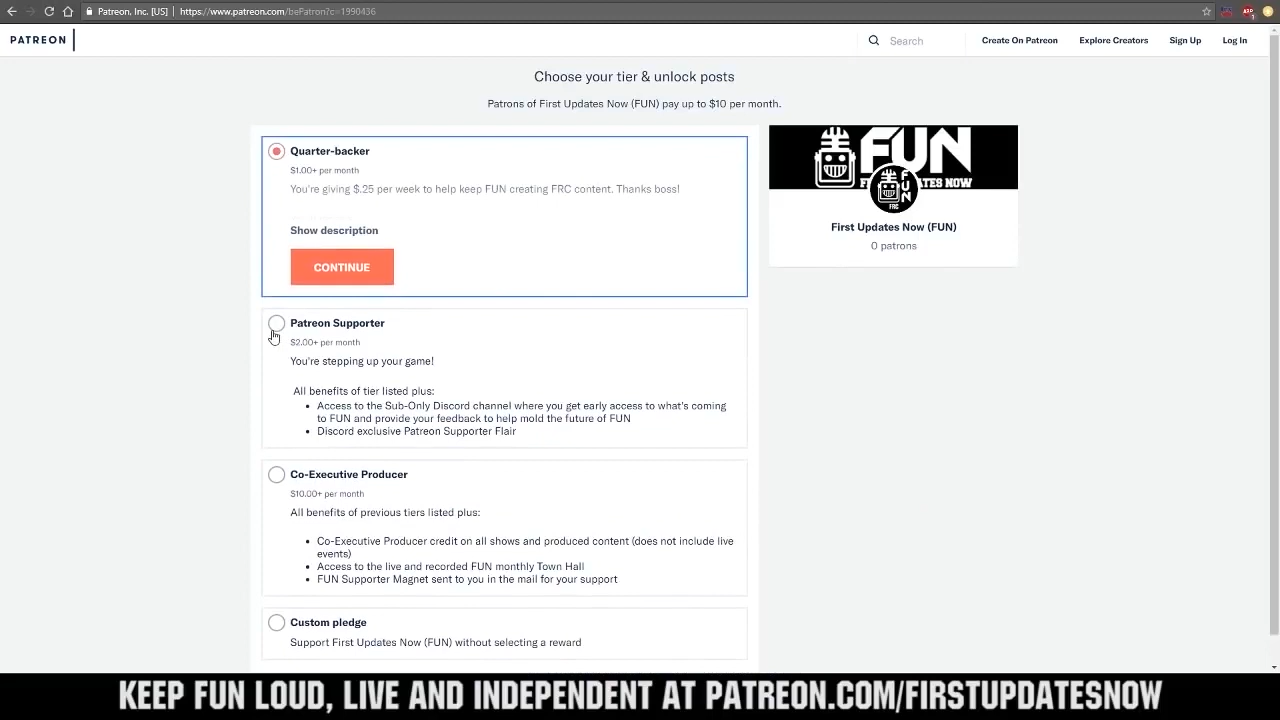 Patreon, Inc. [US] | https://www.patreon.com/bePatron?c=1990436
PATREON
Search
Create On Patreon
Explore Creators
Sign Up
Log In
Choose your tier & unlock posts
Patrons of First Updates Now (FUN) pay up to $10 per month.
Quarter-backer
$1.00+ per month
You're giving $.25 per week to help keep FUN creating FRC content. Thanks boss!
Show description
CONTINUE
FUN
FUN
FRC
First Updates Now (FUN)
0 patrons
Patreon Supporter
$2.00+ per month
You're stepping up your game!
All benefits of tier listed plus:
• Access to the Sub-Only Discord channel where you get early access to what's coming
to FUN and provide your feedback to help mold the future of FUN
• Discord exclusive Patreon Supporter Flair
Co-Executive Producer
$10.00+ per month
All benefits of previous tiers listed plus:
• Co-Executive Producer credit on all shows and produced content (does not include live
events)
• Access to the live and recorded FUN monthly Town Hall
• FUN Supporter Magnet sent to you in the mail for your support
Custom pledge
Support First Updates Now (FUN) without selecting a reward
KEEP FUN LOUD, LIVE AND INDEPENDENT AT PATREON.COM/FIRSTUPDATESNOW